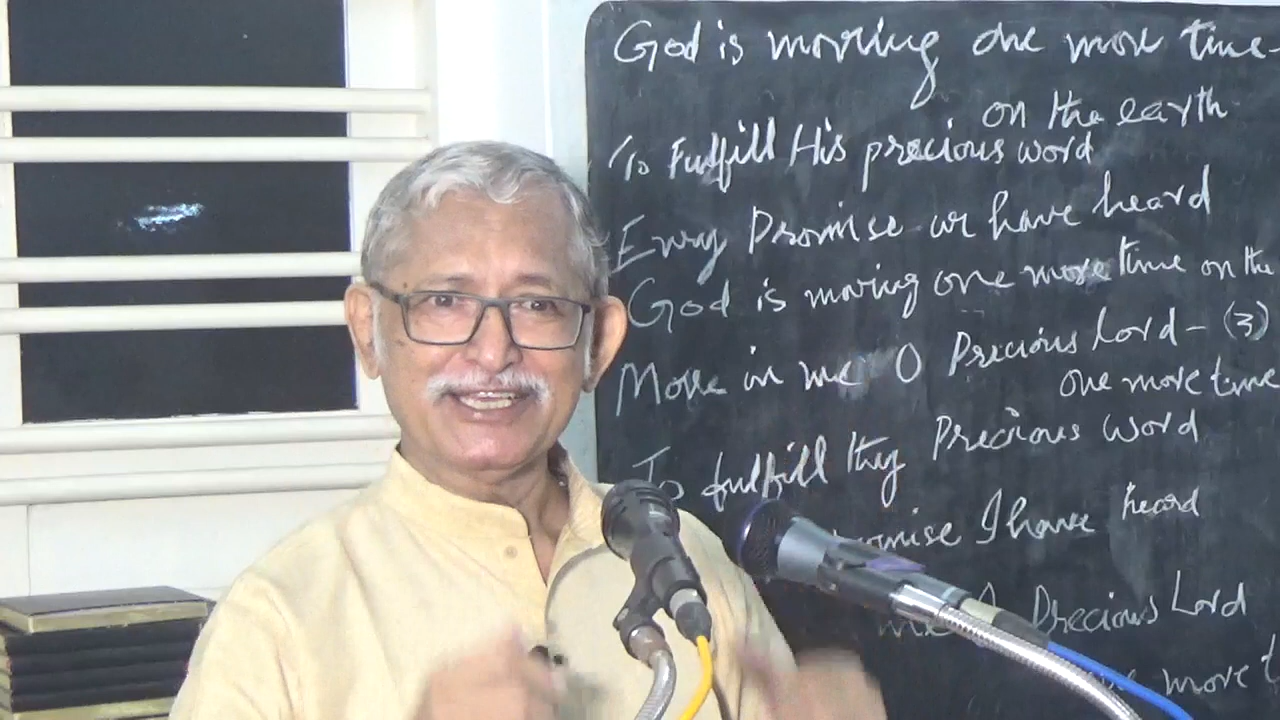 God is moving one more time-
on the earth
To Fulfill His precious word
Every Promise we have heard
God is moving one more time on the
Move in me O Precious Lord - (3)
one more time
To fulfill thy Precious word
I have heard
Precious Lord
more